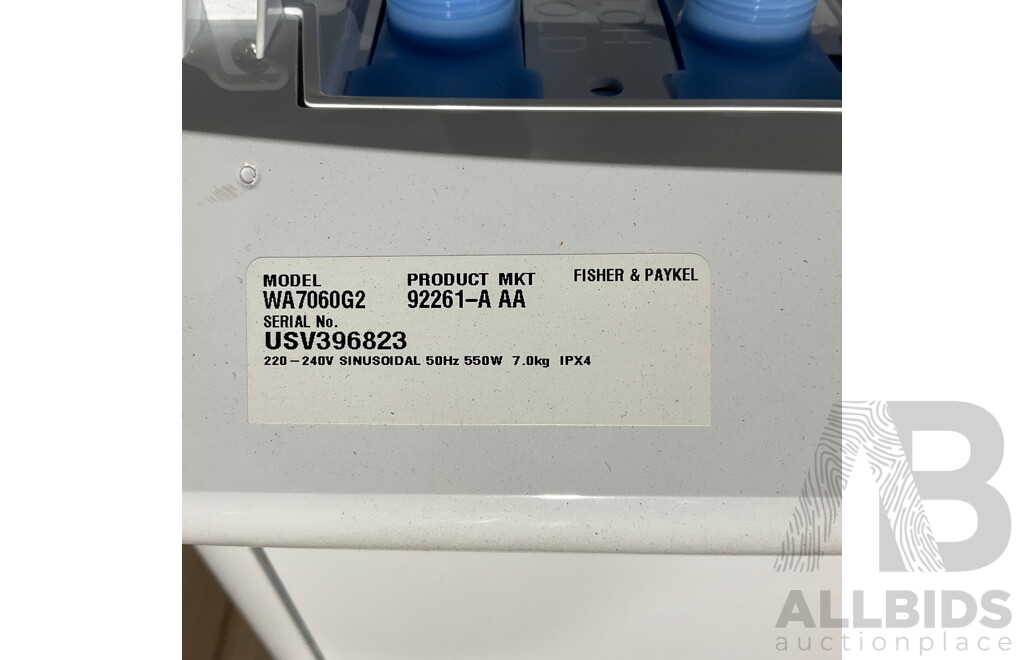 MODEL PRODUCT MKT FISHER & PAYKEL
WA7060G2 92261-A AA
SERIAL No.
USV396823
220-240V SINUSOIDAL 50Hz 550W 7.0kg IPX4
AB
ALLBIDS
auctionplace